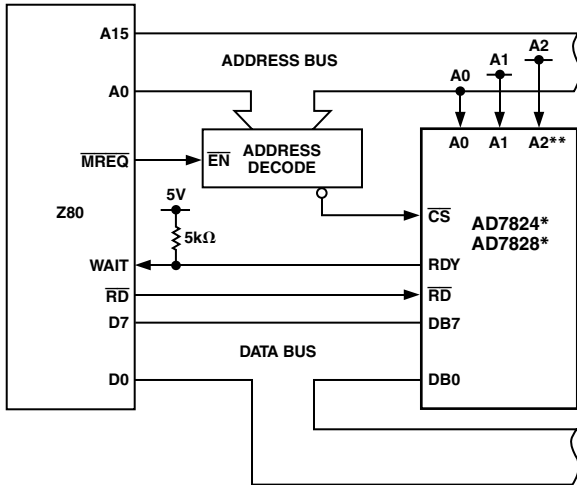 A15
ADDRESS BUS
A0
A0
A1
A2
ADDRESS DECODE
EN
MREQ
A0
A1
A2**
5V
Z80
5kΩ
CS
AD7824*
AD7828*
WAIT
RDY
RD
RD
D7
DB7
DATA BUS
D0
DB0